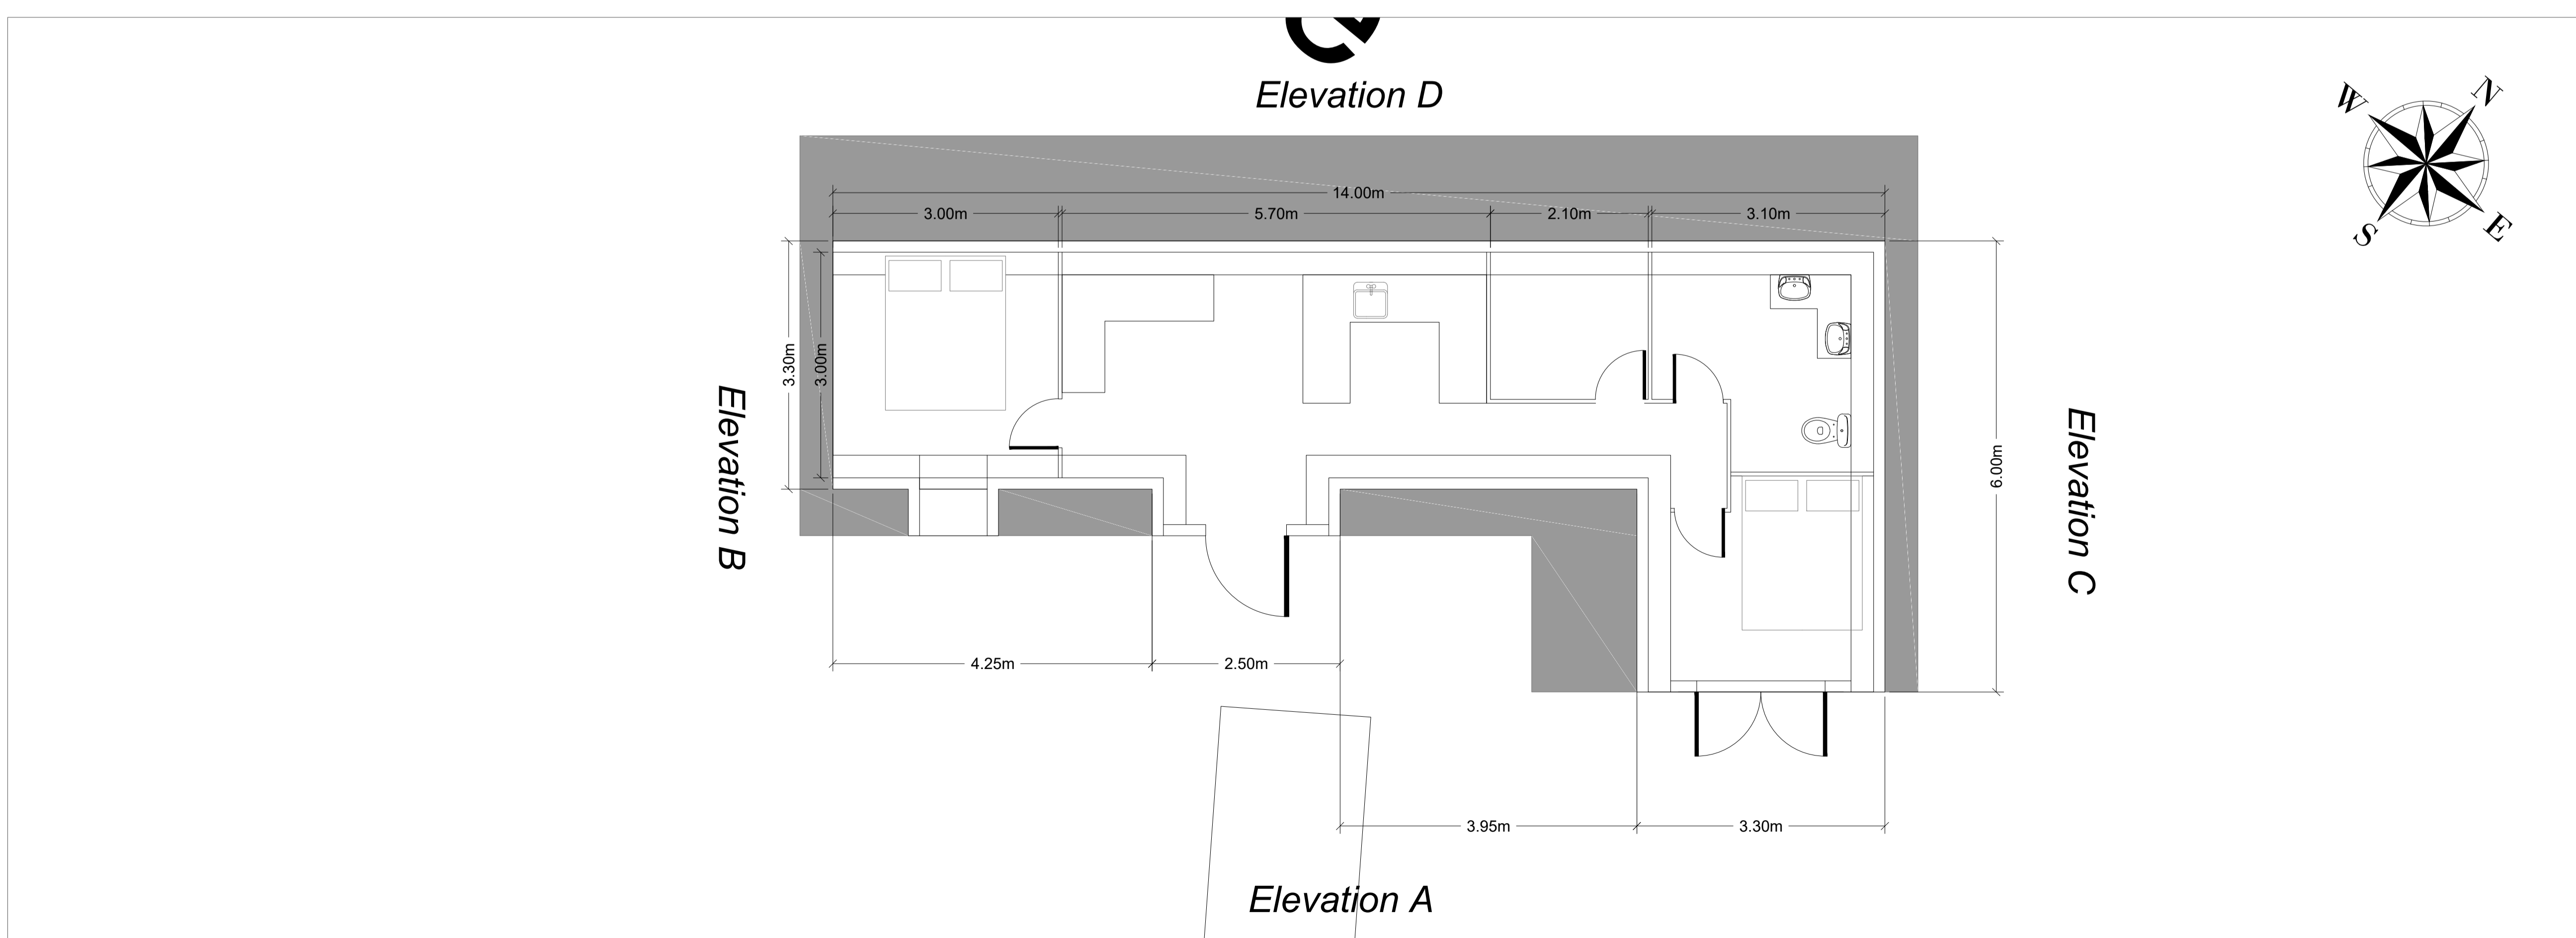 Elevation D
W
N
S
E
14.00m
3.00m
5.70m
2.10m
3.10m
3.30m
3.00m
Elevation B
6.00m
Elevation C
4.25m
2.50m
3.95m
3.30m
Elevation A